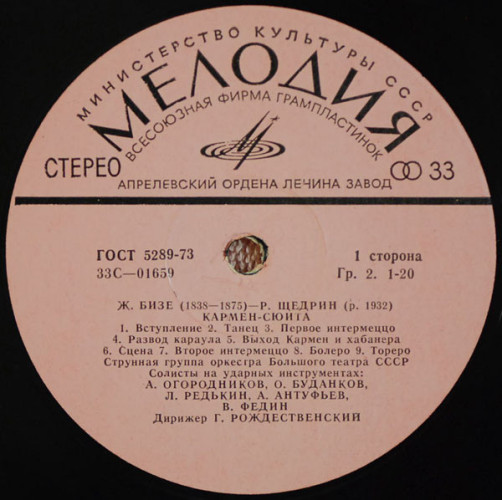 МИНИСТЕРСТВО КУЛЬТУРЫ СССР
МЕЛОДИЯ
ВСЕСОЮЗНАЯ ФИРМА ГРАМПЛАСТИНОК
СТЕРЕО 33
АПРЕЛЕВСКИЙ ОРДЕНА ЛЕНИНА ЗАВОД
ГОСТ 5289-73 1 сторона
33С—01659 Гр. 2. 1-20
Ж. БИЗЕ (1838—1875)—Р. ЩЕДРИН (р. 1932)
КАРМЕН-СЮИТА
1. Вступление 2. Танец 3. Первое интермеццо
4. Развод караула 5. Выход Кармен и хабанера
6. Сцена 7. Второе интермеццо 8. Болеро 9. Тореро
Струнная группа оркестра Большого театра СССР
Солисты на ударных инструментах:
А. ОГОРОДНИКОВ, О. БУДАНКОВ,
Л. РЕДЬКИН, А. АНТУФЬЕВ,
В. ФЕДИН
Дирижер Г. РОЖДЕСТВЕНСКИЙ